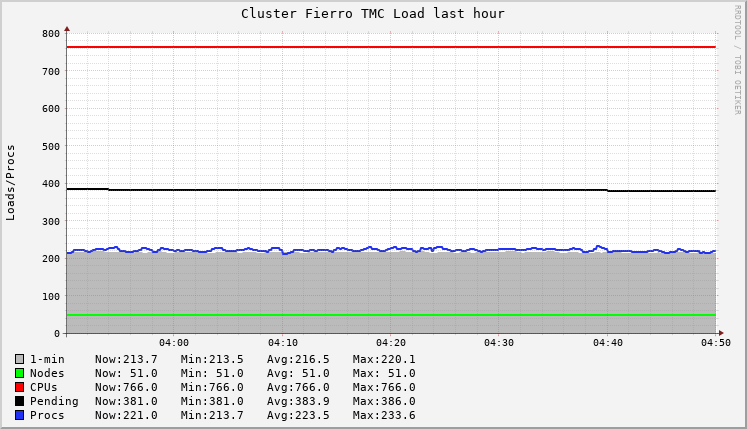 Cluster Fierro TMC Load last hour
RRDTOOL / TOBI OETIKER
Loads/Procs
800
700
600
500
400
300
200
100
0
04:00 04:10 04:20 04:30 04:40 04:50
1-min Now:213.7 Min:213.5 Avg:216.5 Max:220.1
Nodes Now: 51.0 Min: 51.0 Avg: 51.0 Max: 51.0
CPUs Now:766.0 Min:766.0 Avg:766.0 Max:766.0
Pending Now:381.0 Min:381.0 Avg:383.9 Max:386.0
Procs Now:221.0 Min:213.7 Avg:223.5 Max:233.6